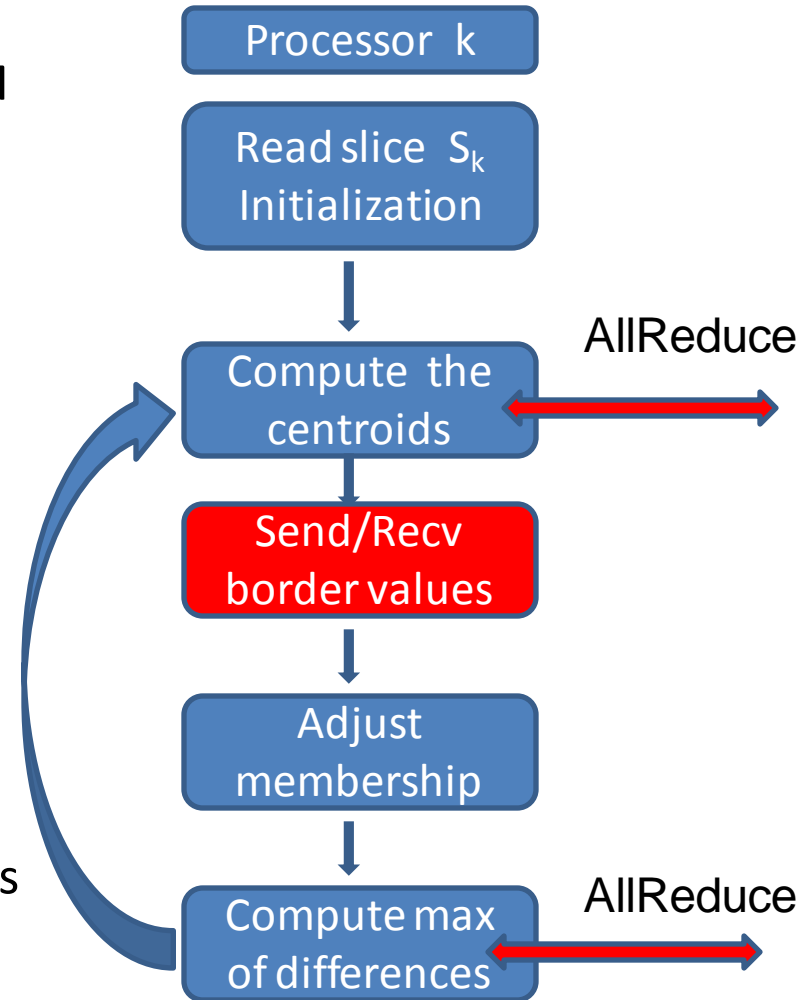 Processor k
Read slice Sₖ
Initialization
AllReduce
Compute the
centroids
Send/Recv
border values
Adjust
membership
s
AllReduce
Compute max
of differences